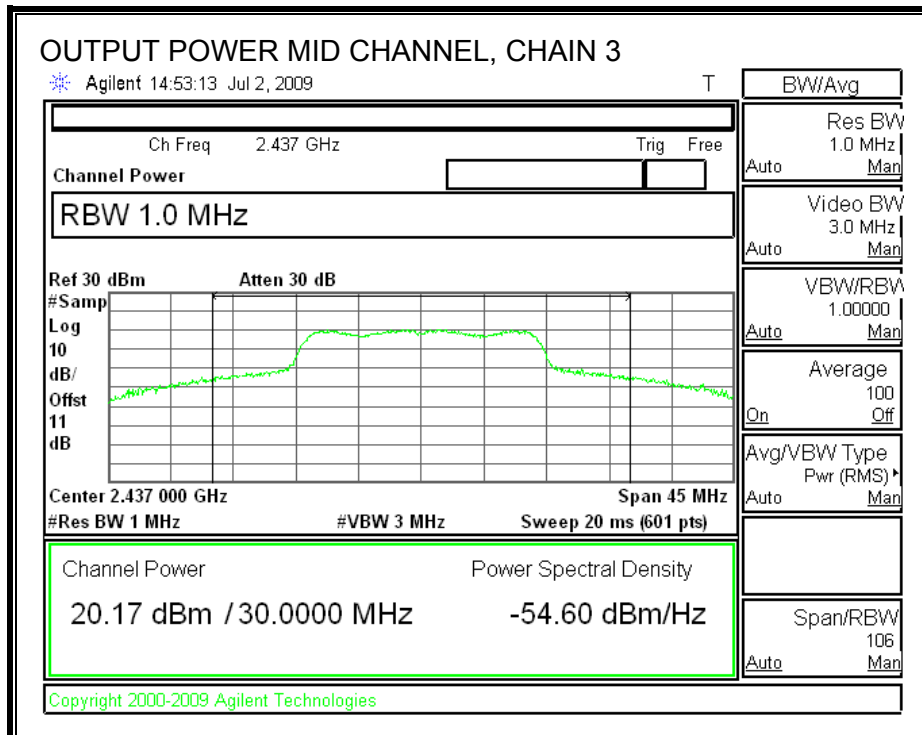 OUTPUT POWER MID CHANNEL, CHAIN 3
Agilent 14:53:13 Jul 2, 2009 T
BW/Avg
Ch Freq 2.437 GHz Trig Free
Channel Power
RBW 1.0 MHz
Ref 30 dBm Atten 30 dB
#Samp
Log
10
dB/
Offst
11
dB
Center 2.437 000 GHz Span 45 MHz
#Res BW 1 MHz #VBW 3 MHz Sweep 20 ms (601 pts)
Channel Power Power Spectral Density
20.17 dBm / 30.0000 MHz -54.60 dBm/Hz
Copyright 2000-2009 Agilent Technologies
Res BW
1.0 MHz
Auto Man
Video BW
3.0 MHz
Auto Man
VBW/RBW
1.00000
Auto Man
Average
100
On Off
Avg/VBW Type
Pwr (RMS)
Auto Man
Span/RBW
106
Auto Man